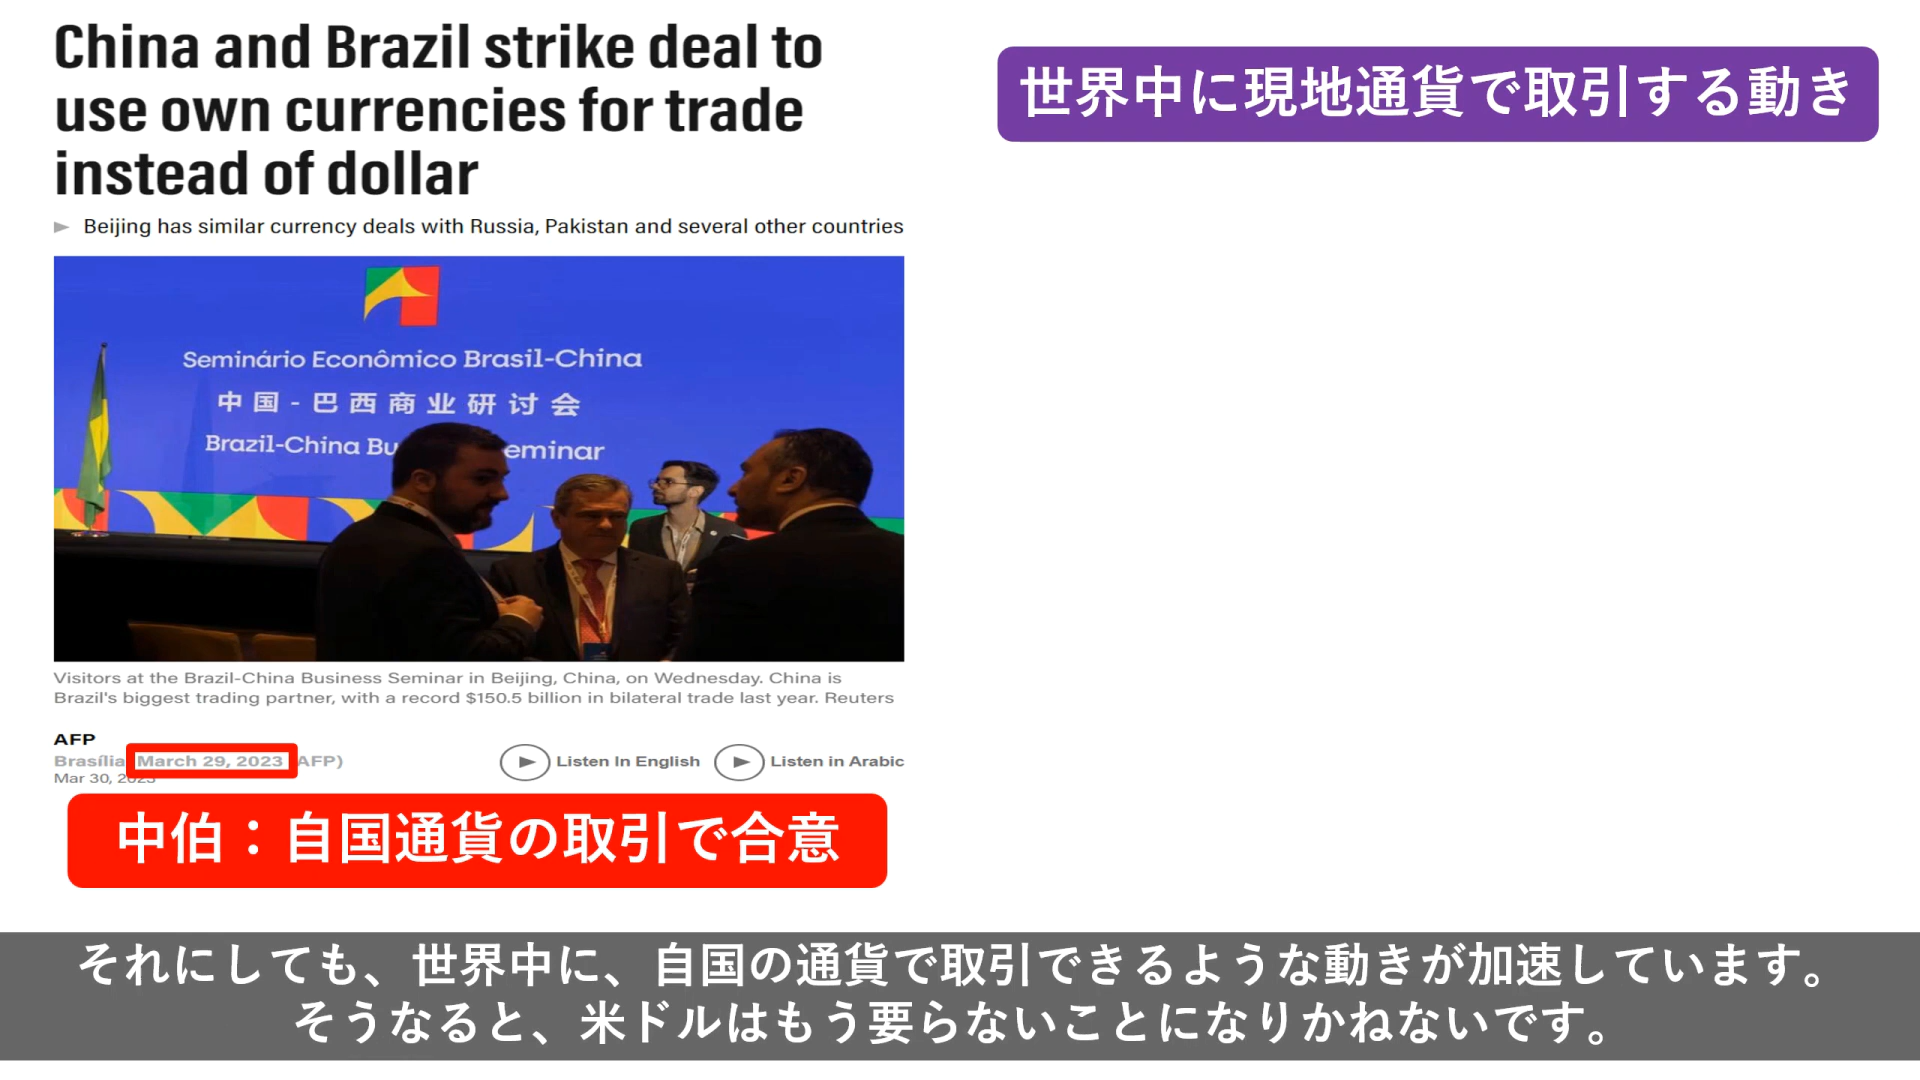 China and Brazil strike deal to
use own currencies for trade
instead of dollar
Beijing has similar currency deals with Russia, Pakistan and several other countries
世界中に現地通貨で取引する動き
Seminário Econômico Brasil-China
中国-巴西商业研讨会
Brazil-China Bu eminar
Visitors at the Brazil-China Business Seminar in Beijing, China, on Wednesday. China is
Brazil's biggest trading partner, with a record $150.5 billion in bilateral trade last year. Reuters
AFP
Brasília March 29, 2023 AFP)
Mar 30, 2023
Listen In English
Listen in Arabic
中伯：自国通貨の取引で合意
それにしても、世界中に、自国の通貨で取引できるような動きが加速しています。
そうなると、米ドルはもう要らないことになりかねないです。